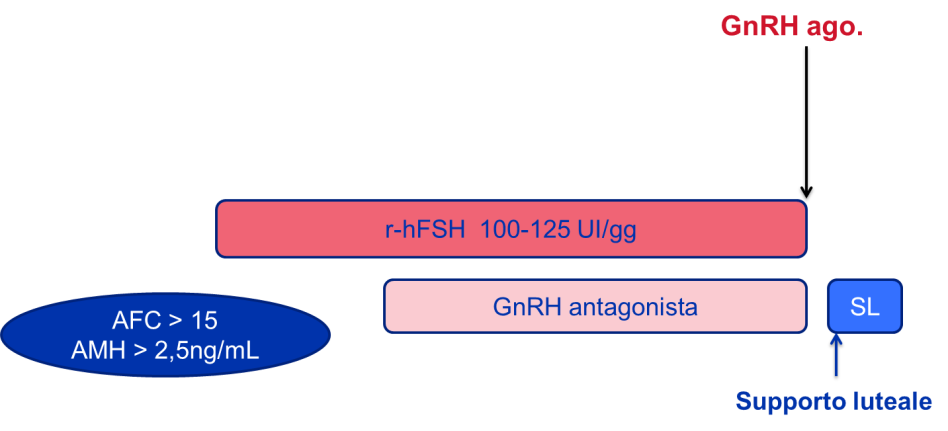 GnRH ago.
r-hFSH 100-125 UI/gg
GnRH antagonista
SL
AFC > 15
AMH > 2,5ng/mL
Supporto luteale